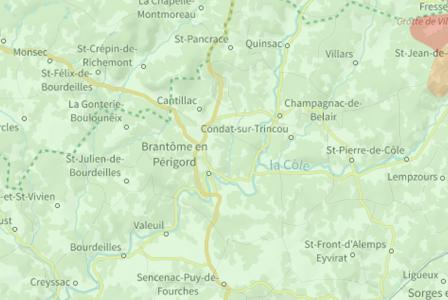 La Chapelle-
Montmoreau
Fresse
Grotte de Vil
St-Pancrace
Quinsac
Monsec
St-Crépin-de-
Richemont
Villars
St-Jean-de-
St-Félix-de-
Bourdeilles
La Gonterie-
Boulouneix
Cantillac
Champagnac-de-
Belair
ycles
Condat-sur-Trincou
Brantôme en
Périgord
St-Pierre-de-Côle
St-Julien-de-
Bourdeilles
la Côle
Lempzours
-et-St-Vivien
ust
Valeuil
Bourdeilles
St-Front-d'Alemps
Eyvirat
Creyssac
Sencenac-Puy-de-
Fourches
Ligueux
Sorges e